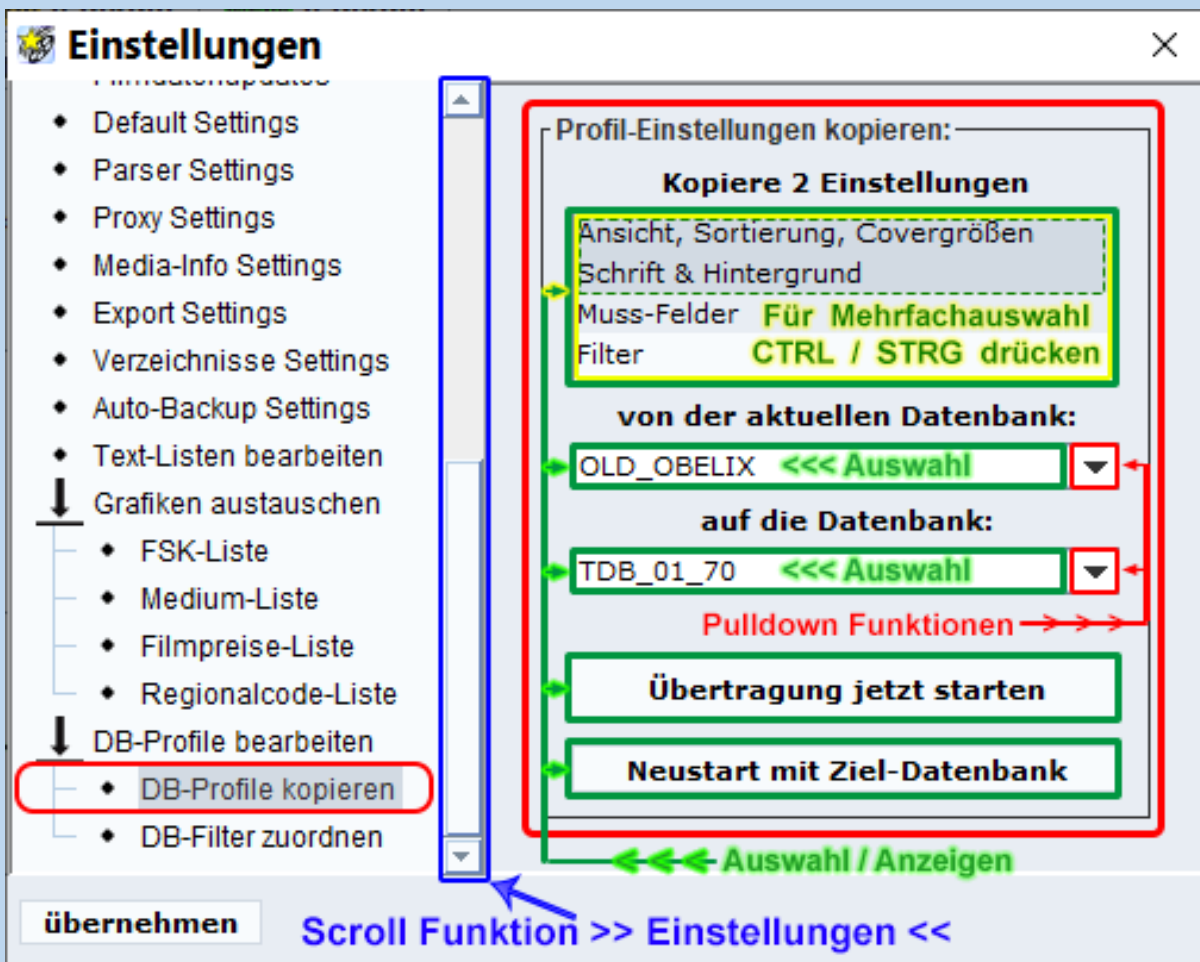 Einstellungen
Default Settings
Parser Settings
Proxy Settings
Media-Info Settings
Export Settings
Verzeichnisse Settings
Auto-Backup Settings
Text-Listen bearbeiten
Grafiken austauschen
FSK-Liste
Medium-Liste
Filmpreise-Liste
Regionalcode-Liste
DB-Profile bearbeiten
DB-Profile kopieren
DB-Filter zuordnen
übernehmen
Profil-Einstellungen kopieren:
Kopiere 2 Einstellungen
Ansicht, Sortierung, Covergrößen
Schrift & Hintergrund
Muss-Felder Für Mehrfachauswahl
Filter CTRL / STRG drücken
von der aktuellen Datenbank:
OLD_OBELIX <<< Auswahl
auf die Datenbank:
TDB_01_70 <<< Auswahl
Pulldown Funktionen
Übertragung jetzt starten
Neustart mit Ziel-Datenbank
Auswahl / Anzeigen
Scroll Funktion >> Einstellungen <<